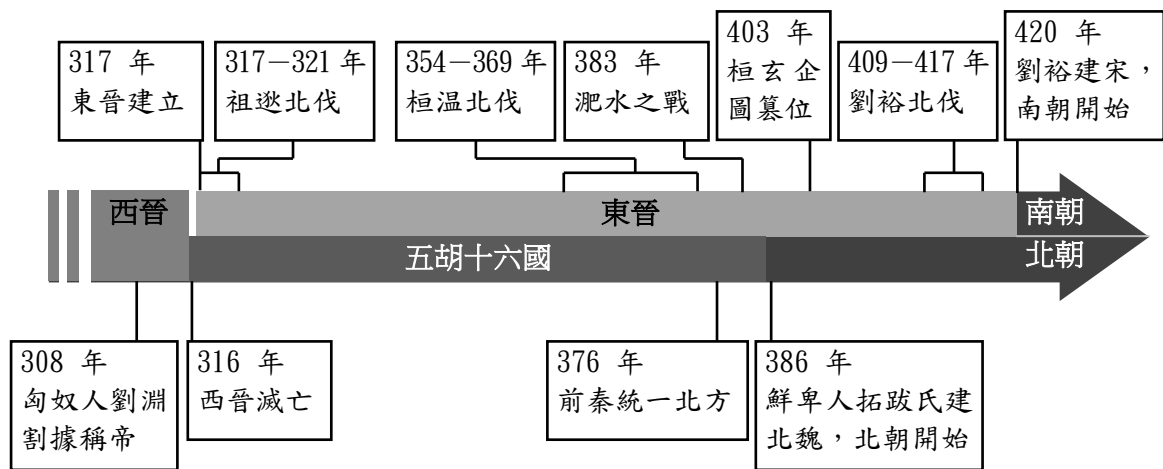 317 年
東晉建立
317－321 年
祖逖北伐
354－369 年
桓温北伐
383 年
淝水之戰
403 年
桓玄企
圖篡位
409－417 年
劉裕北伐
420 年
劉裕建宋，
南朝開始
西晉
東晉
南朝
五胡十六國
北朝
308 年
匈奴人劉淵
割據稱帝
316 年
西晉滅亡
376 年
前秦統一北方
386 年
鮮卑人拓跋氏建
北魏，北朝開始